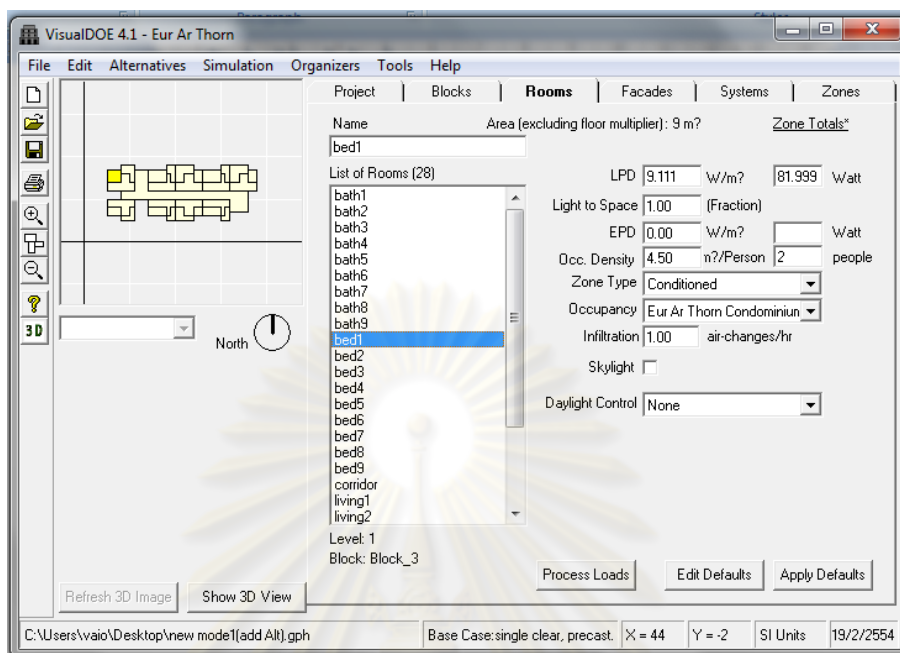 VisualDOE 4.1 - Eur Ar Thorn
File Edit Alternatives Simulation Organizers Tools Help
Project Blocks Rooms Facades Systems Zones
Name Area (excluding floor multiplier): 9 m? Zone Totals*
bed1
List of Rooms (28)
bath1
bath2
bath3
bath4
bath5
bath6
bath7
bath8
bath9
bed1
bed2
bed3
bed4
bed5
bed6
bed7
bed8
bed9
corridor
living1
living2
LPD 9.111 W/m? 81.999 Watt
Light to Space 1.00 (Fraction)
EPD 0.00 W/m? Watt
Occ. Density 4.50 m?/Person 2 people
Zone Type Conditioned
Occupancy Eur Ar Thorn Condominiun
Infiltration 1.00 air-changes/hr
Skylight
Daylight Control None
3D
North
Level: 1
Block: Block_3
Process Loads Edit Defaults Apply Defaults
Refresh 3D Image Show 3D View
C:\Users\vaio\Desktop\new mode1(add Alt).gph Base Case:single clear, precast. X = 44 Y = -2 SI Units 19/2/2554